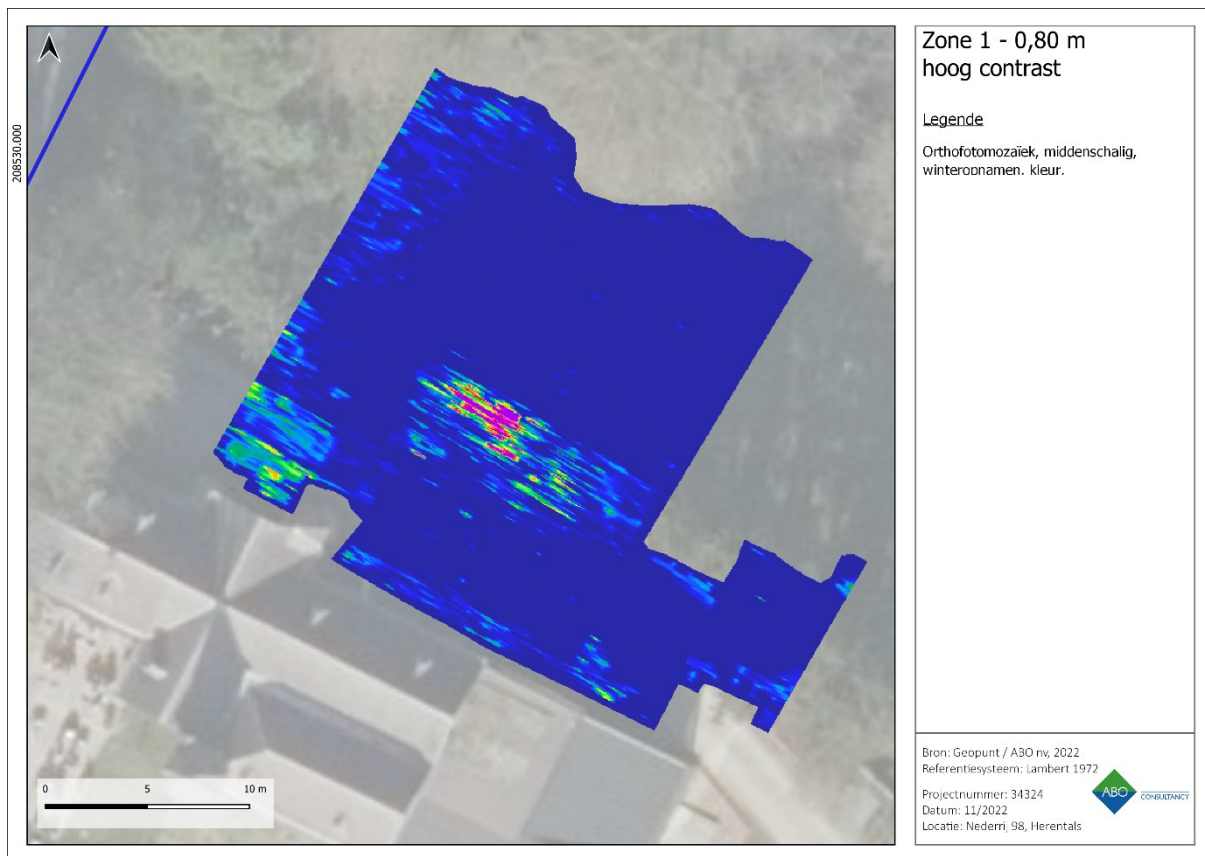 Zone 1 - 0,80 m
hoog contrast
Legende
Orthofotomozaïek, middenschalig,
winteropnamen, kleur,
208530.000
0 5 10 m
Bron: Geopunt / ABO nv, 2022
Referentiesysteem: Lambert 1972
Projectnummer: 34324
Datum: 11/2022
Locatie: Nederrij 98, Herentals
ABO
CONSULTANCY